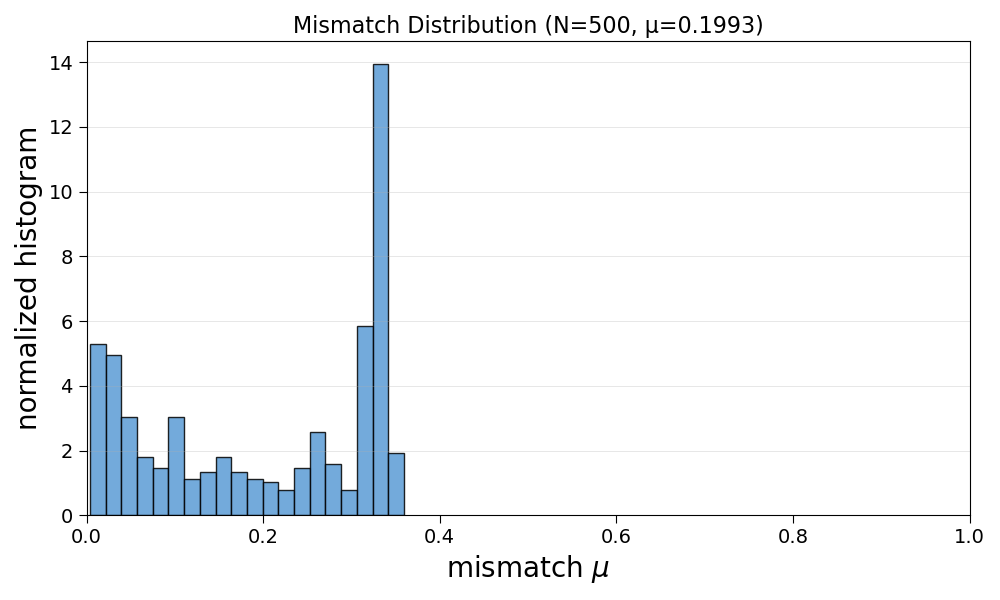 Mismatch Distribution (N=500, μ=0.1993)
normalized histogram
14
12
10
8
6
4
2
0
0.0 0.2 0.4 0.6 0.8 1.0
mismatch μ